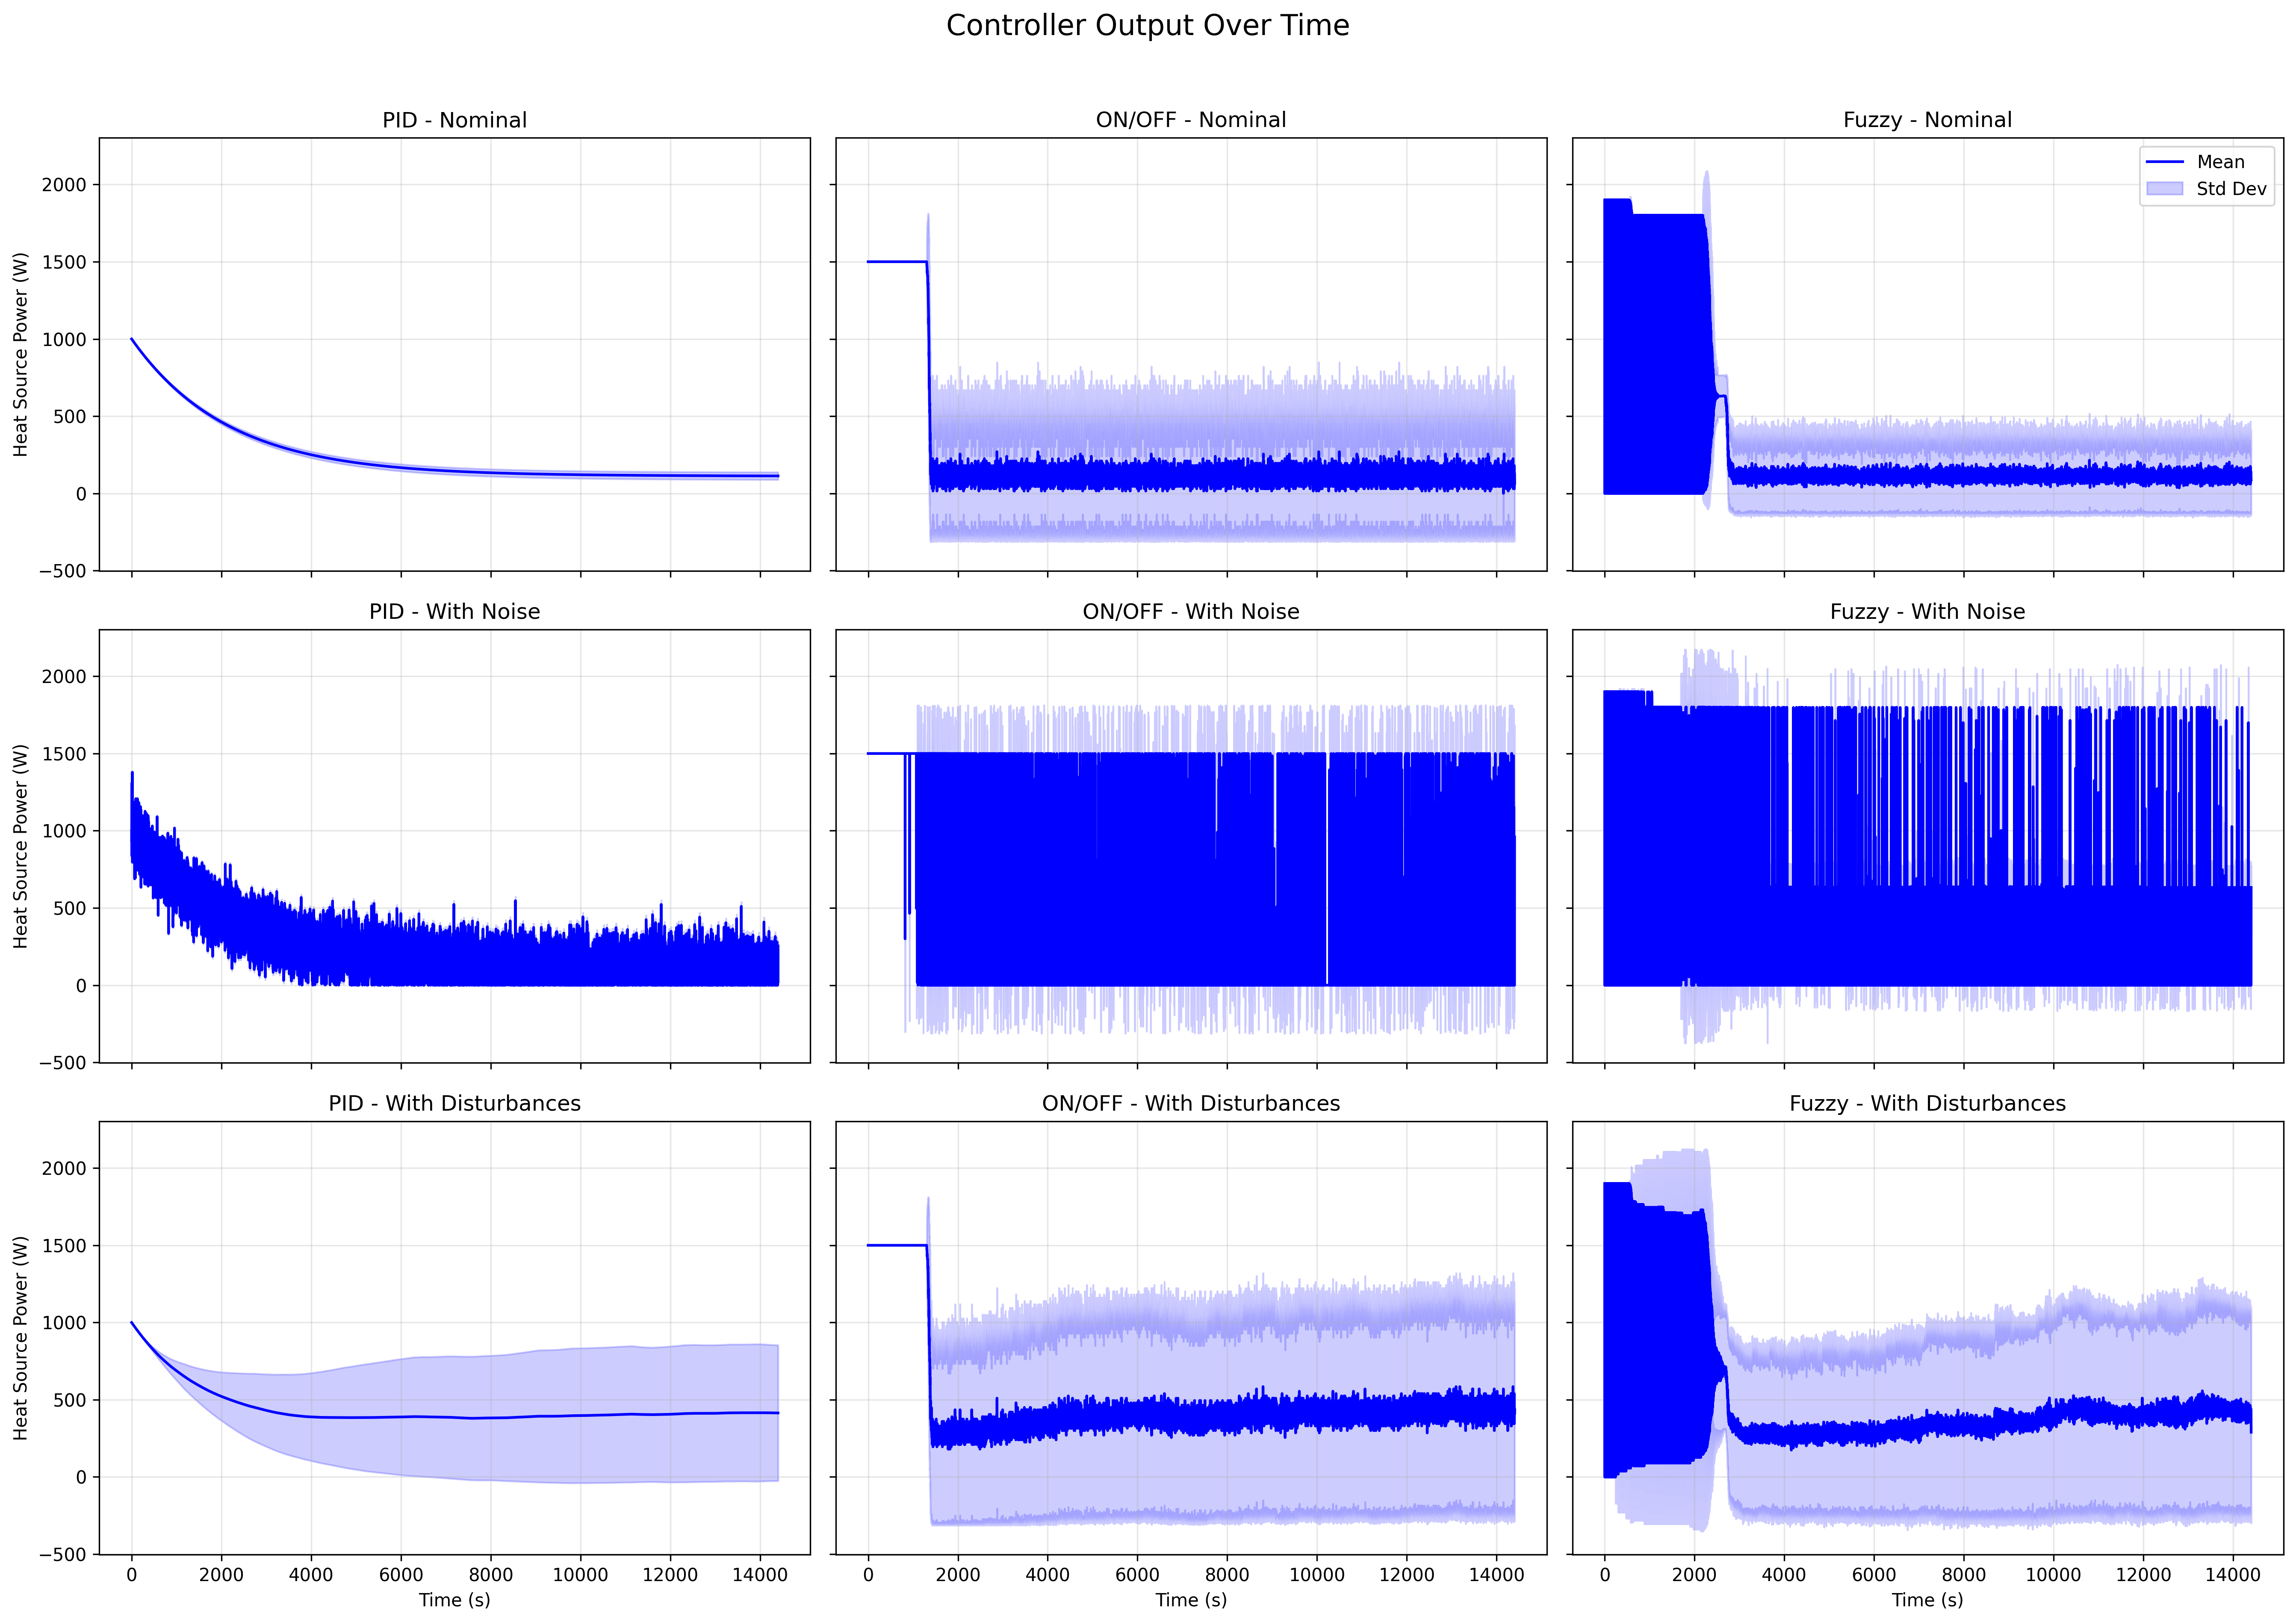 Controller Output Over Time
PID - Nominal
ON/OFF - Nominal
Fuzzy - Nominal
Heat Source Power (W)
2000
1500
1000
500
0
−500
Mean
Std Dev
PID - With Noise
ON/OFF - With Noise
Fuzzy - With Noise
Heat Source Power (W)
2000
1500
1000
500
0
−500
PID - With Disturbances
ON/OFF - With Disturbances
Fuzzy - With Disturbances
Heat Source Power (W)
2000
1500
1000
500
0
−500
0 2000 4000 6000 8000 10000 12000 14000
Time (s)
0 2000 4000 6000 8000 10000 12000 14000
Time (s)
0 2000 4000 6000 8000 10000 12000 14000
Time (s)